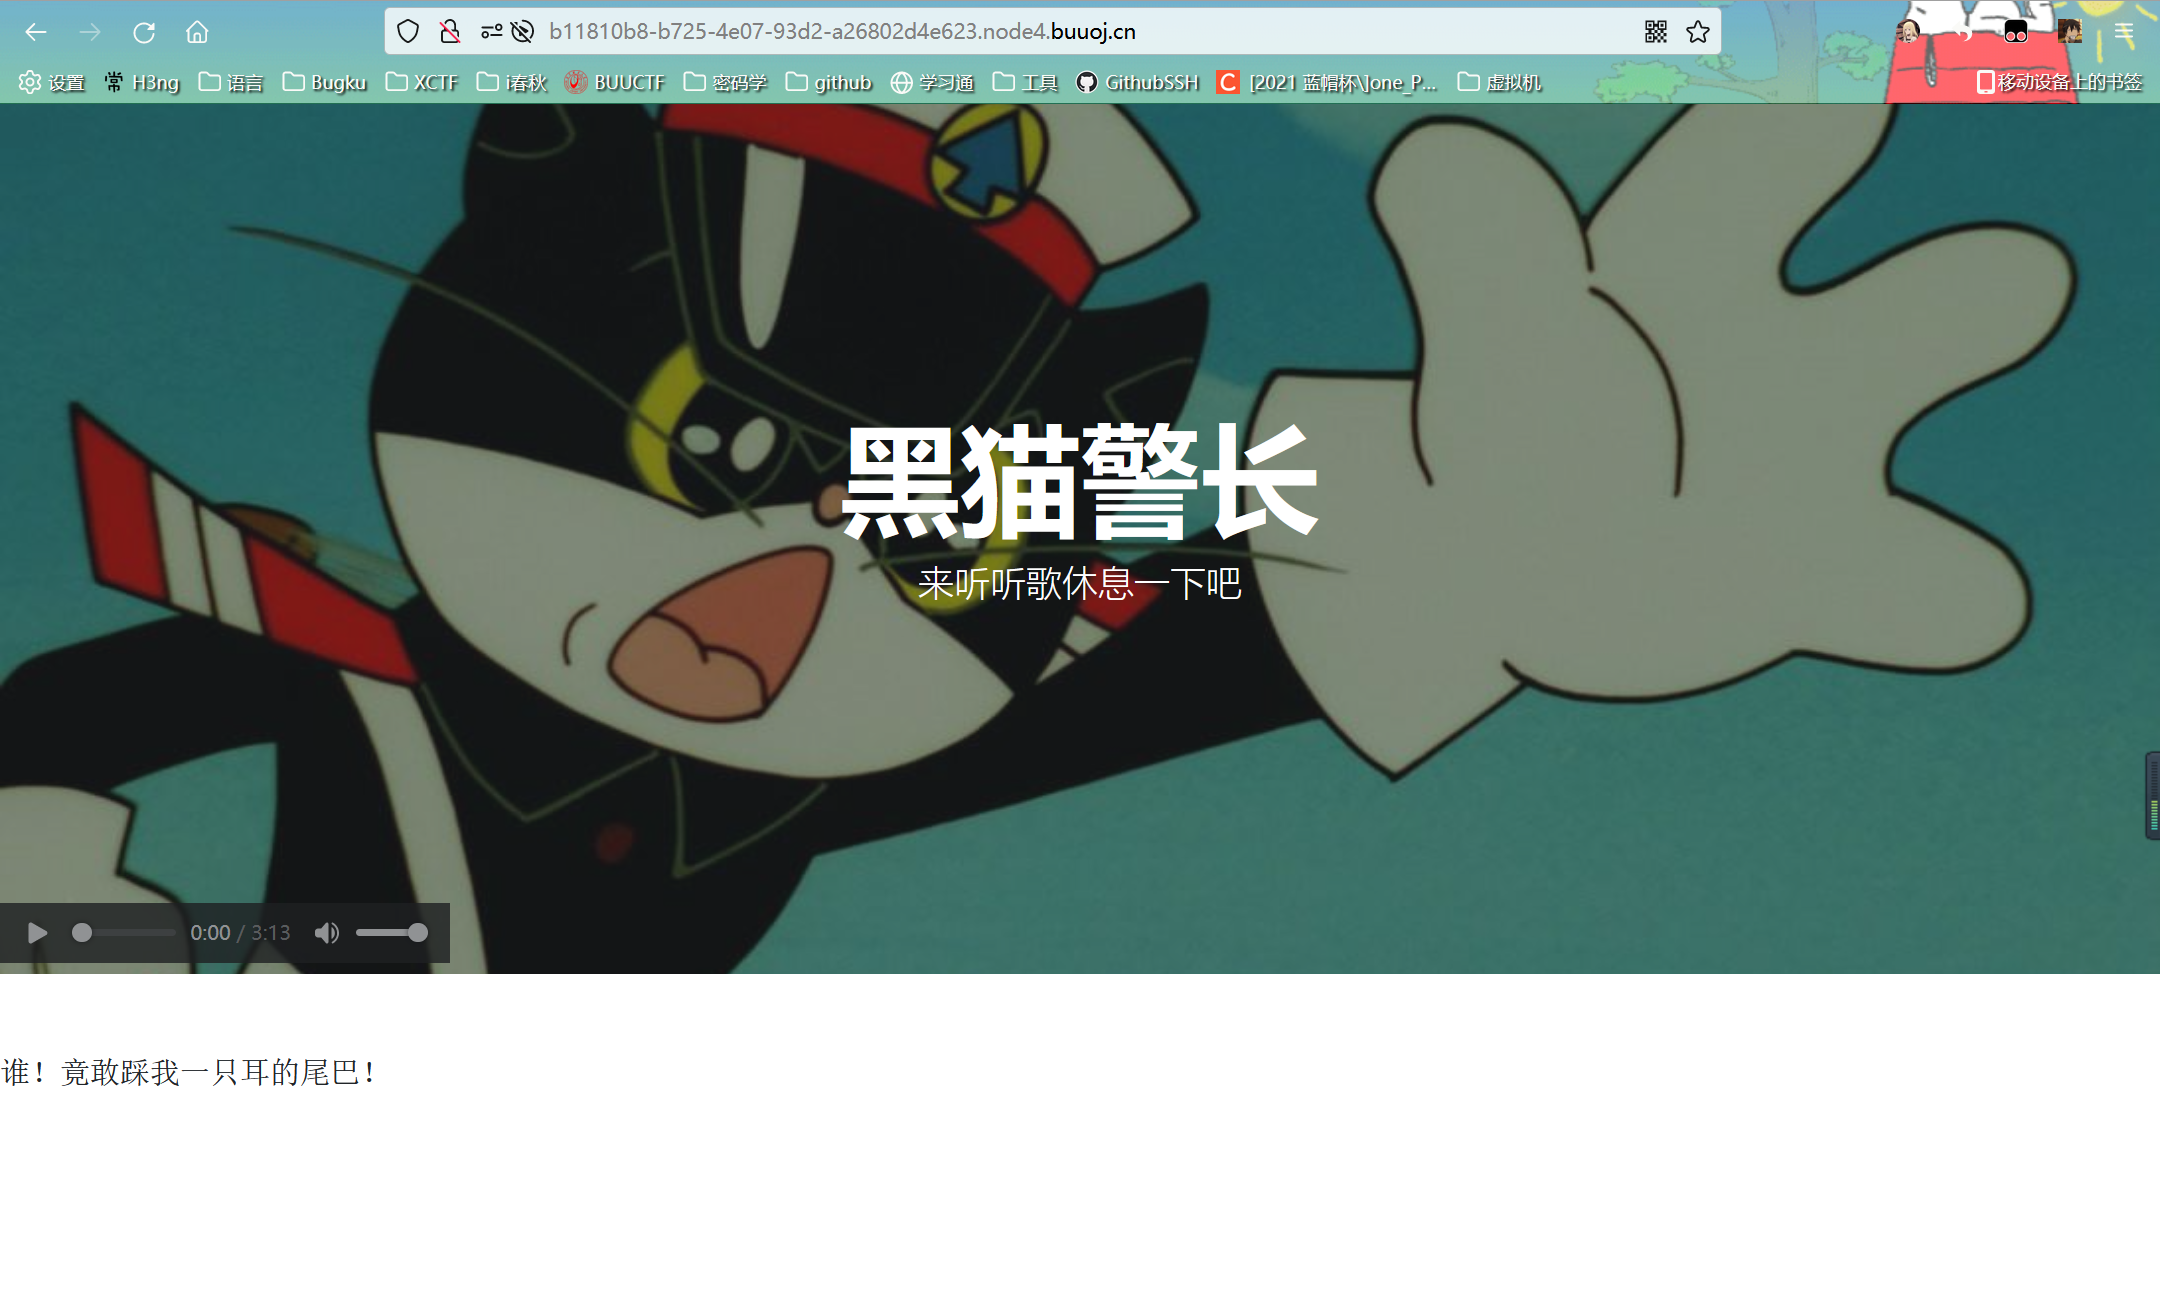 b11810b8-b725-4e07-93d2-a26802d4e623.node4.buuoj.cn
设置 常 H3ng 语言 Bugku XCTF i春秋 BUUCTF 密码学 github 学习通 工具 GithubSSH C [2021 蓝帽杯\]one_P... 虚拟机 移动设备上的书签
黑猫警长
来听听歌休息一下吧
0:00 / 3:13
谁！竟敢踩我一只耳的尾巴！